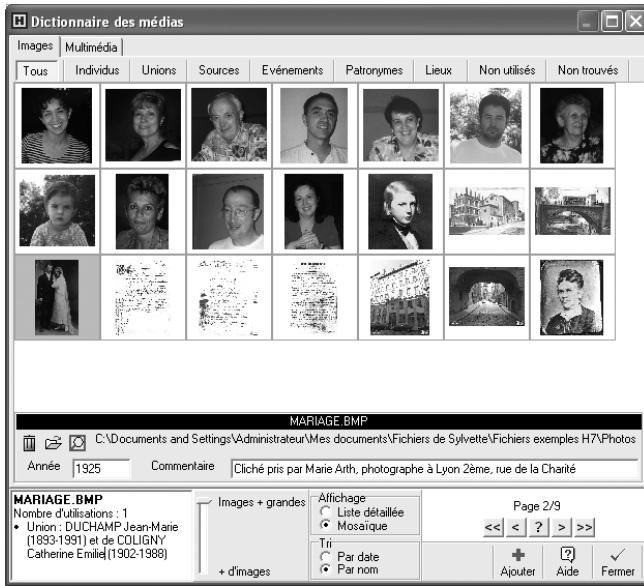 H Dictionnaire des médias
Images Multimédia
Tous Individus Unions Sources Evénements Patronymes Lieux Non utilisés Non trouvés
MARIAGE.BMP
C:\Documents and Settings\Administrateur\Mes documents\Fichiers de Sylvette\Fichiers exemples H7\Photos
Année 1925 Commentaire Cliché pris par Marie Arth, photographe à Lyon 2ème, rue de la Charité
MARIAGE.BMP
Nombre d'utilisations : 1
• Union : DUCHAMP Jean-Marie
(1893-1991) et de COLIGNY
Catherine Emilie (1902-1988)
Images + grandes
+ d'images
Affichage
Liste détaillée
Mosaïque
Tri
Par date
Par nom
Page 2/9
<< < ? > >>
Ajouter Aide Fermer